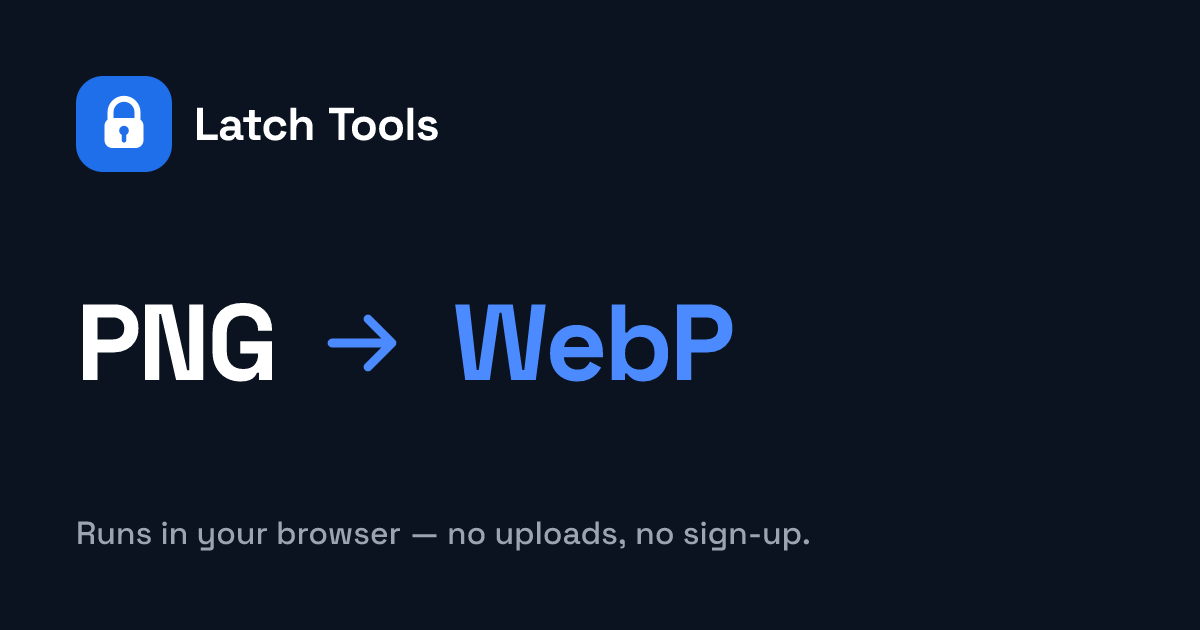 Latch Tools
PNG → WebP
Runs in your browser — no uploads, no sign-up.